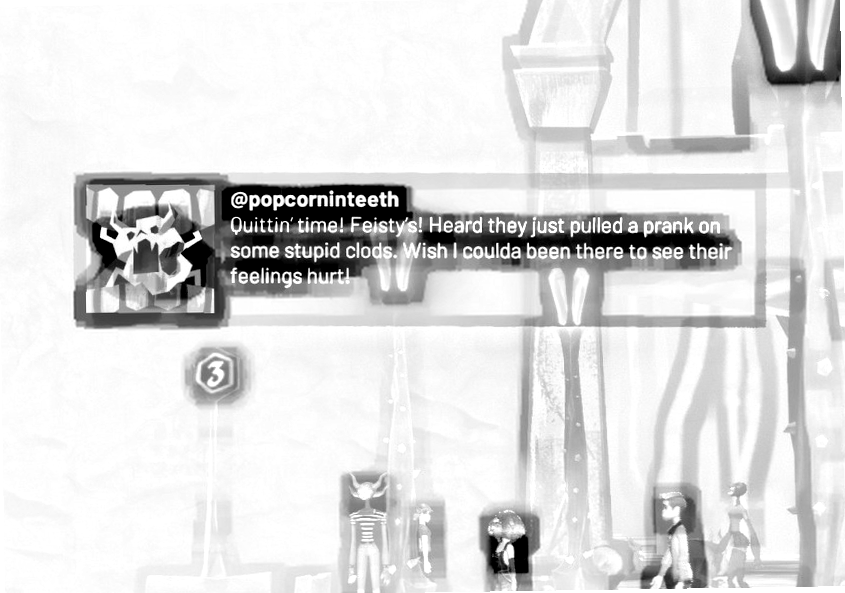 @popcorninteeth
Quittin' time! Feisty's! Heard they just pulled a prank on
some stupid clods. Wish I coulda been there to see their
feelings hurt!
3